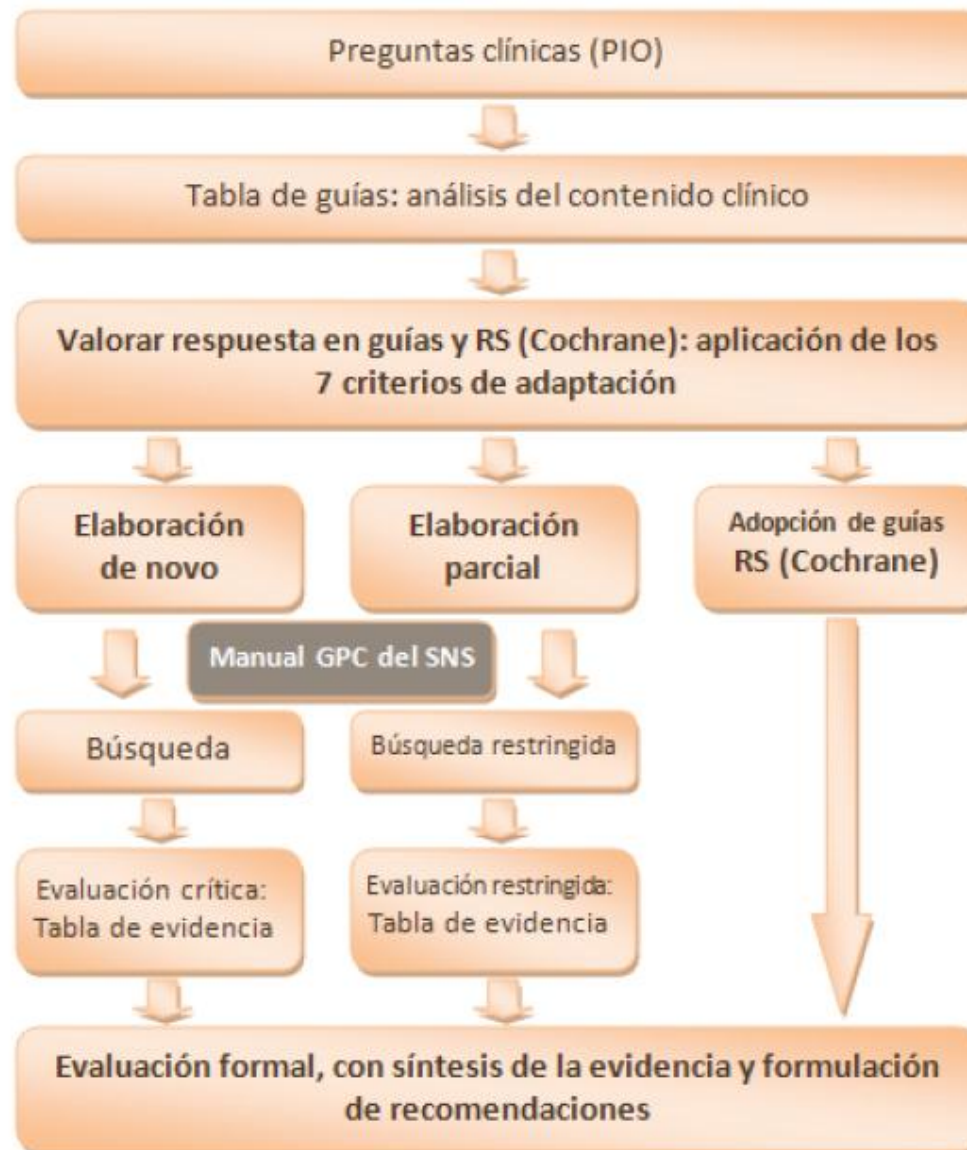 Preguntas clínicas (PIO)
Tabla de guías: análisis del contenido clínico
Valorar respuesta en guías y RS (Cochrane): aplicación de los
7 criterios de adaptación
Elaboración
de novo
Elaboración
parcial
Adopción de guías
RS (Cochrane)
Manual GPC del SNS
Búsqueda
Búsqueda restringida
Evaluación crítica:
Tabla de evidencia
Evaluación restringida:
Tabla de evidencia
Evaluación formal, con síntesis de la evidencia y formulación
de recomendaciones